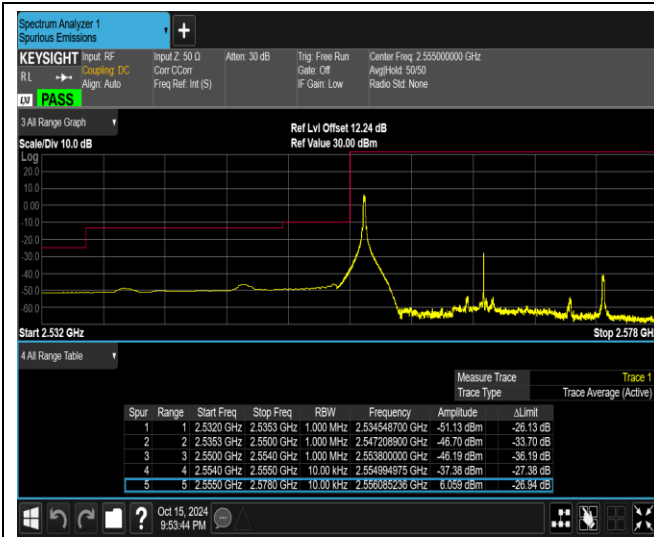 Spectrum Analyzer 1
Spurious Emissions
+
KEYSIGHT Input: RF Input Z: 50 Ω Atten: 30 dB Trig: Free Run Center Freq: 2.555000000 GHz
RL Coupling: DC Corr CCorr Gate: Off Avg|Hold: 50/50
Align: Auto Freq Ref: Int (S) IF Gain: Low Radio Std: None
LXI PASS
3 All Range Graph
Ref Lvl Offset 12.24 dB
Scale/Div 10.0 dB Ref Value 30.00 dBm
Log
20.0
10.0
0.00
-10.0
-20.0
-30.0
-40.0
-50.0
-60.0
Start 2.532 GHz Stop 2.578 GH
4 All Range Table
Measure Trace Trace 1
Trace Type Trace Average (Active)
Spur Range Start Freq Stop Freq RBW Frequency Amplitude ΔLimit
1 1 2.5320 GHz 2.5353 GHz 1.000 MHz 2.534548700 GHz -51.13 dBm -26.13 dB
2 2 2.5353 GHz 2.5500 GHz 1.000 MHz 2.547208900 GHz -46.70 dBm -33.70 dB
3 3 2.5500 GHz 2.5540 GHz 1.000 MHz 2.553800000 GHz -46.19 dBm -36.19 dB
4 4 2.5540 GHz 2.5550 GHz 10.00 kHz 2.554994975 GHz -37.38 dBm -27.38 dB
5 5 2.5550 GHz 2.5780 GHz 10.00 kHz 2.556085236 GHz 6.059 dBm -26.94 dB
? Oct 15, 2024
9:53:44 PM